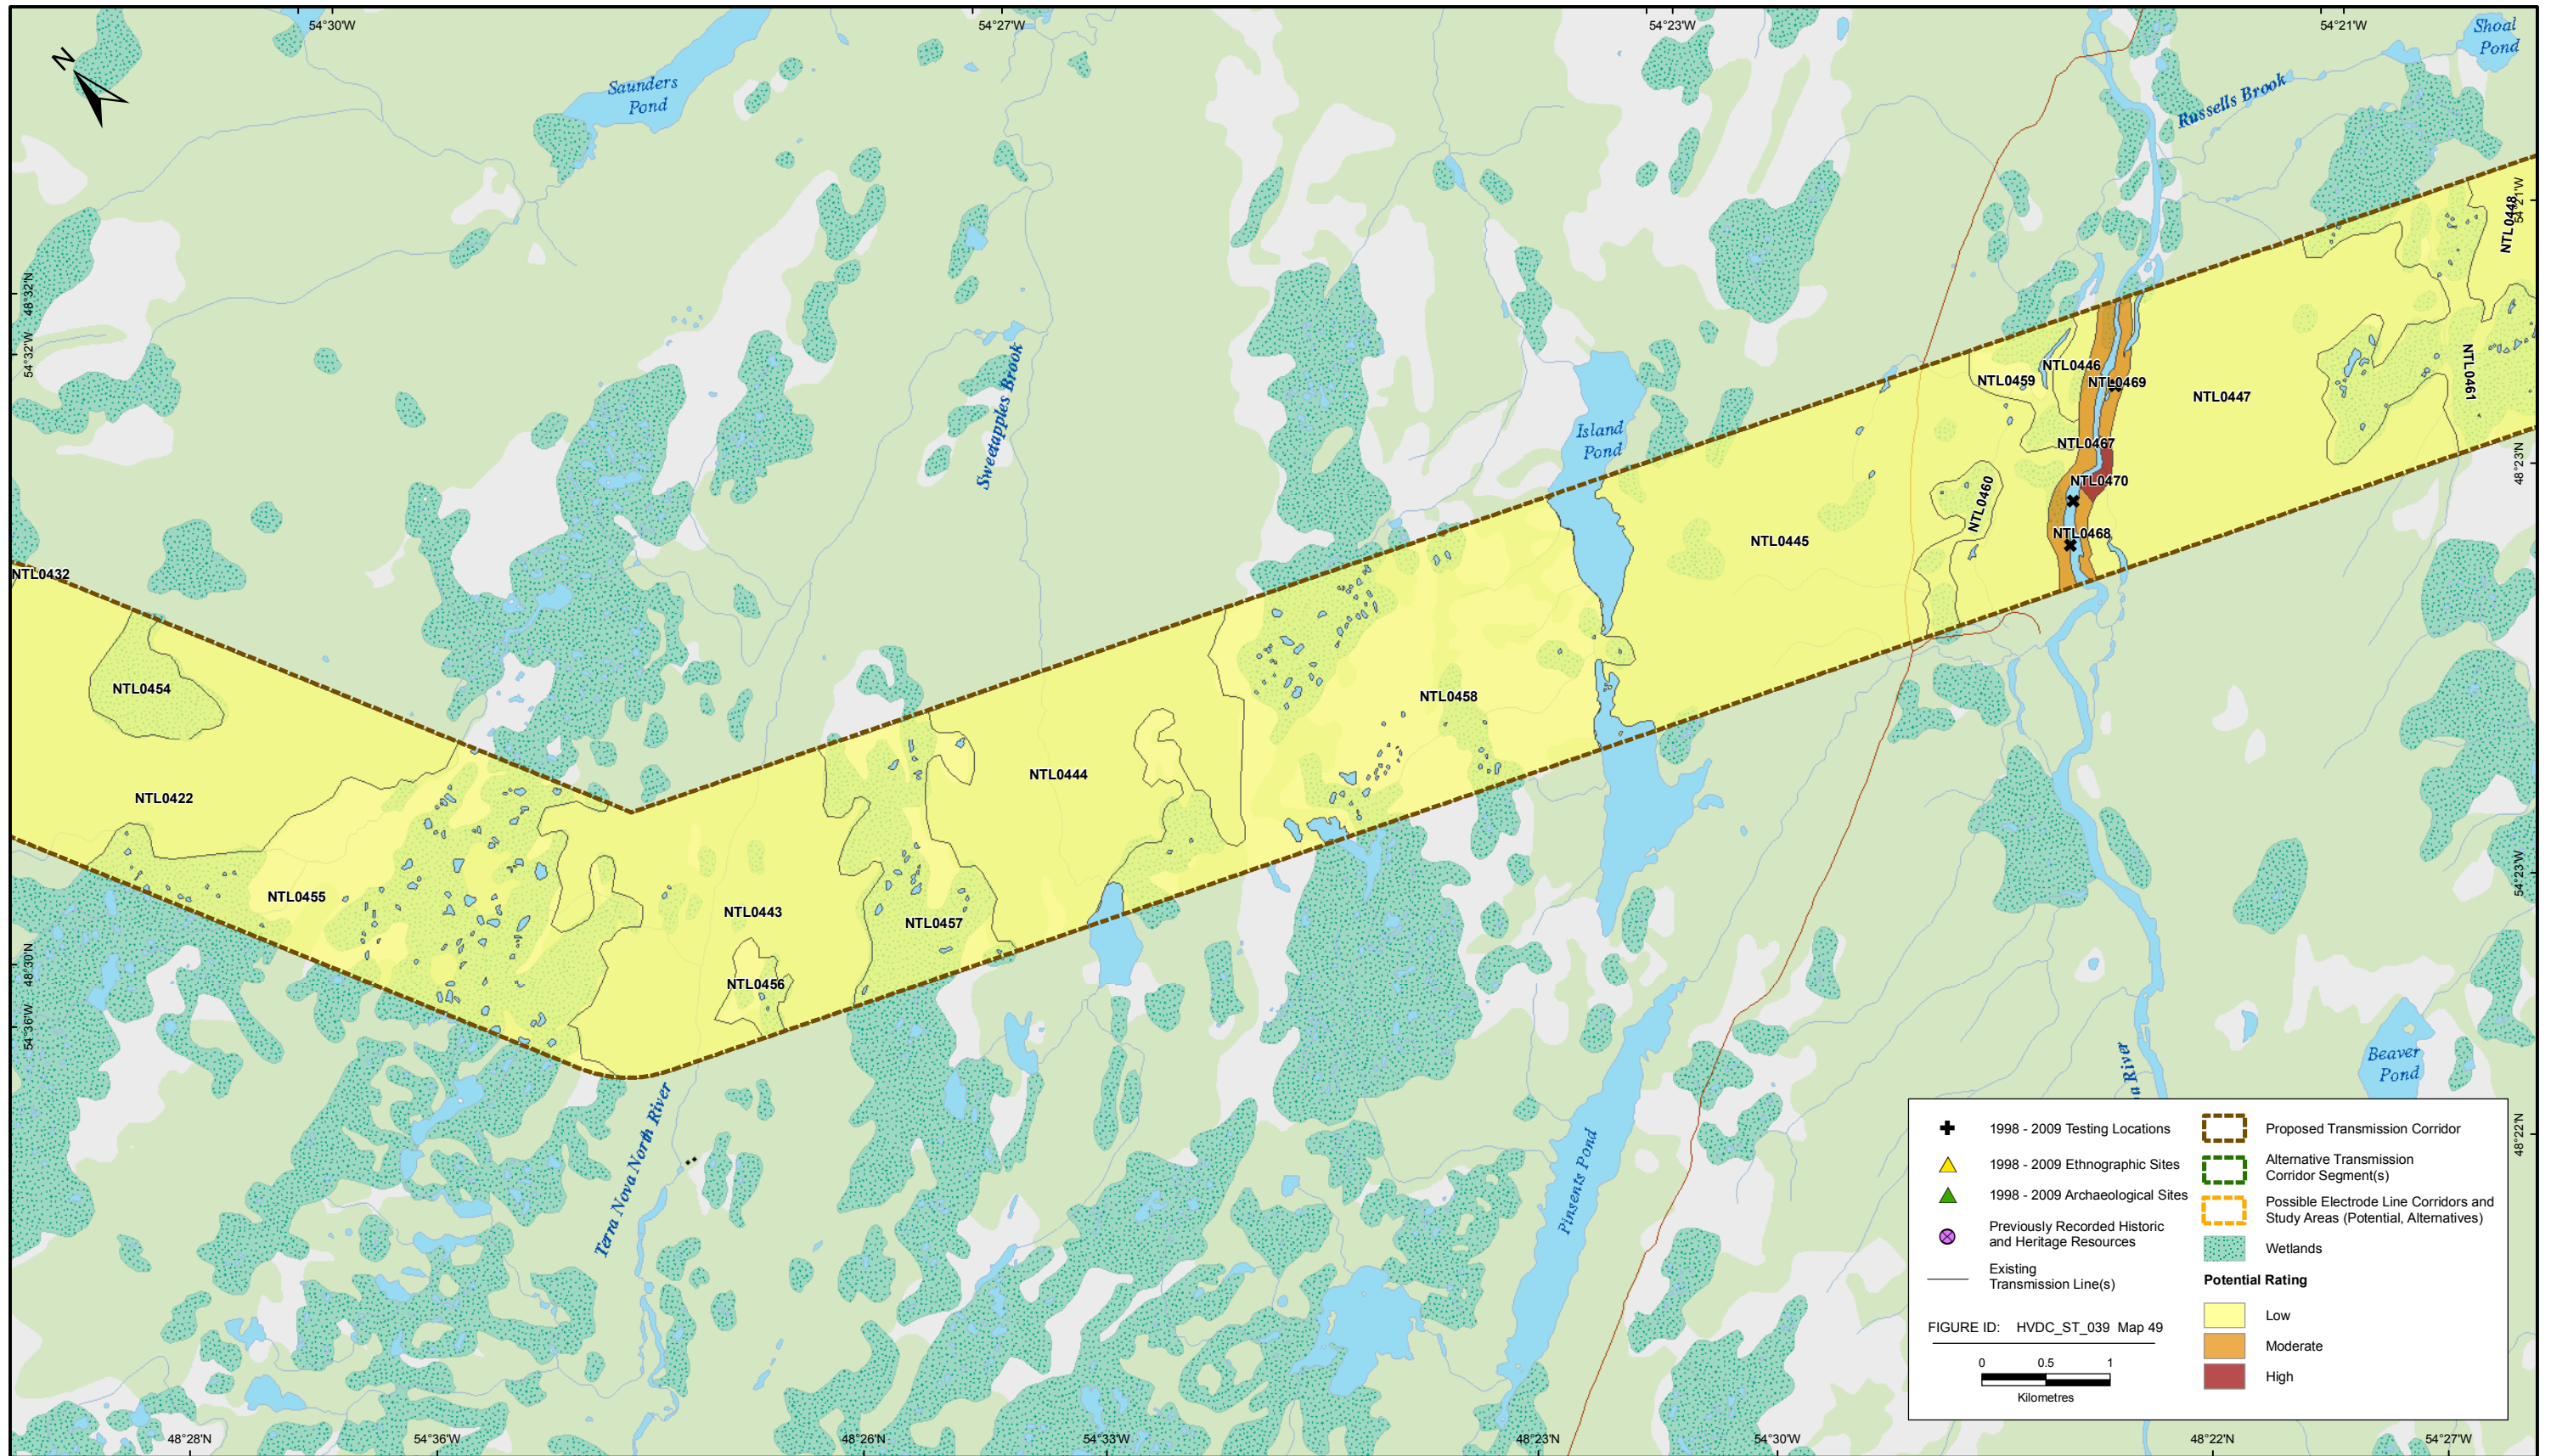 54°30'W
54°27'W
54°23'W
54°21'W
N
Saunders
Pond
Shoal
Pond
Russells Brook
48°32'N
54°32'W
54°21'W
NTL0448
Sweetapples Brook
Island
Pond
NTL0459
NTL0446
NTL0469
NTL0447
NTL0461
NTL0467
NTL0470
NTL0460
NTL0468
NTL0445
48°23'N
NTL0432
NTL0454
NTL0422
NTL0458
NTL0444
NTL0455
NTL0443
NTL0457
NTL0456
54°23'W
48°30'N
54°36'W
Terra Nova North River
Pinsents Pond
River
Beaver
Pond
48°22'N
1998 - 2009 Testing Locations
1998 - 2009 Ethnographic Sites
1998 - 2009 Archaeological Sites
Previously Recorded Historic
and Heritage Resources
Existing
Transmission Line(s)
FIGURE ID: HVDC_ST_039 Map 49
0 0.5 1
Kilometres
Proposed Transmission Corridor
Alternative Transmission
Corridor Segment(s)
Possible Electrode Line Corridors and
Study Areas (Potential, Alternatives)
Wetlands
Potential Rating
Low
Moderate
High
48°28'N
54°36'W
48°26'N
54°33'W
48°23'N
54°30'W
48°22'N
54°27'W